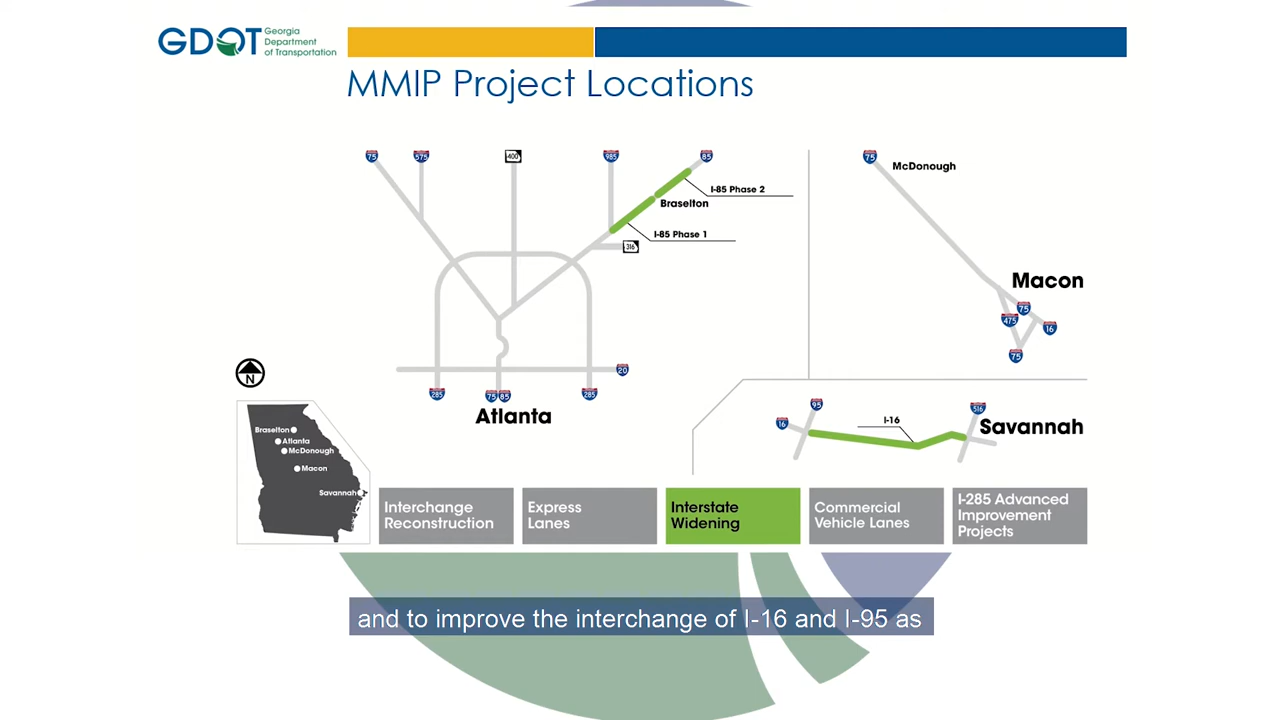 GDOT
Georgia
Department
of Transportation
MMIP Project Locations
75
575
400
985
85
I-85 Phase 2
Braselton
I-85 Phase 1
316
20
285
75
85
285
Atlanta
75
McDonough
Macon
75
475
16
75
N
Braselton
Atlanta
McDonough
Macon
Savannah
16
95
I-16
516
Savannah
Interchange
Reconstruction
Express
Lanes
Interstate
Widening
Commercial
Vehicle Lanes
I-285 Advanced
Improvement
Projects
and to improve the interchange of I-16 and I-95 as